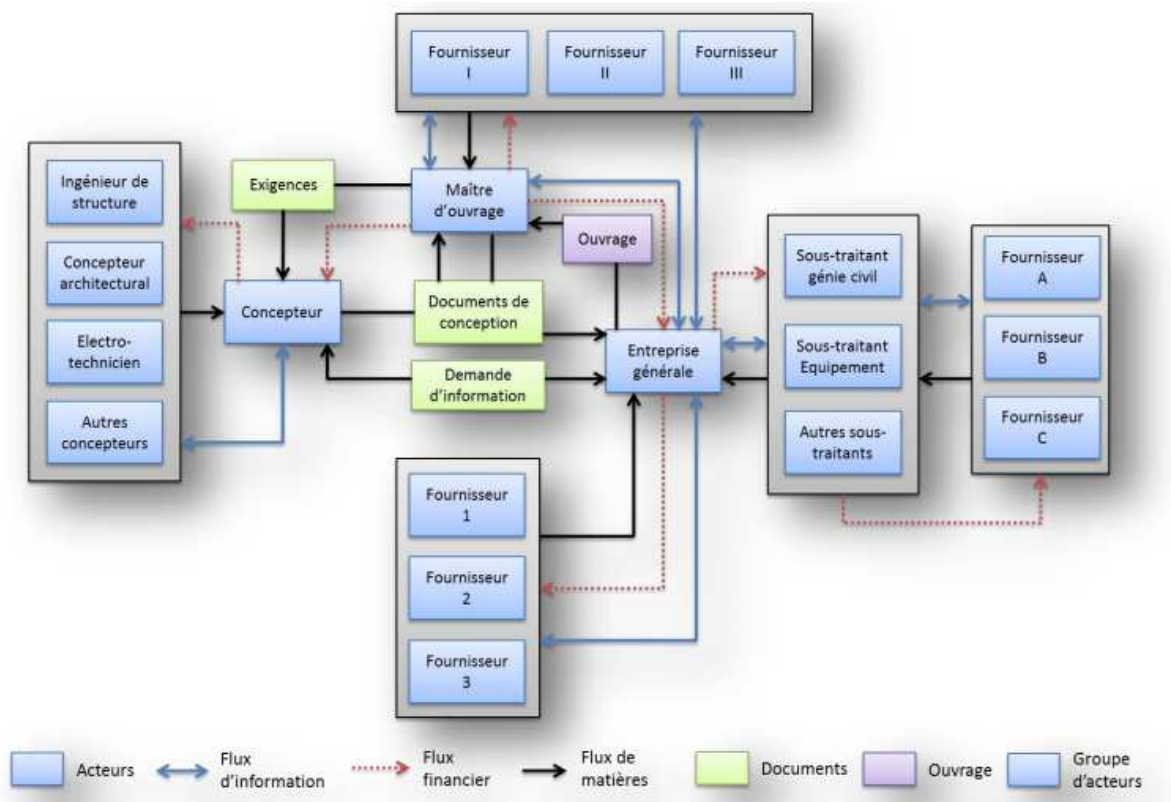 Fournisseur
I
Fournisseur
II
Fournisseur
III
Ingénieur de
structure
Concepteur
architectural
Electro-
technicien
Autres
concepteurs
Exigences
Maître
d'ouvrage
Ouvrage
Concepteur
Documents de
conception
Demande
d'information
Entreprise
générale
Sous-traitant
génie civil
Sous-traitant
Equipement
Autres sous-
traitants
Fournisseur
A
Fournisseur
B
Fournisseur
C
Fournisseur
1
Fournisseur
2
Fournisseur
3
Acteurs
Flux
d'information
Flux
financier
Flux de
matières
Documents
Ouvrage
Groupe
d'acteurs